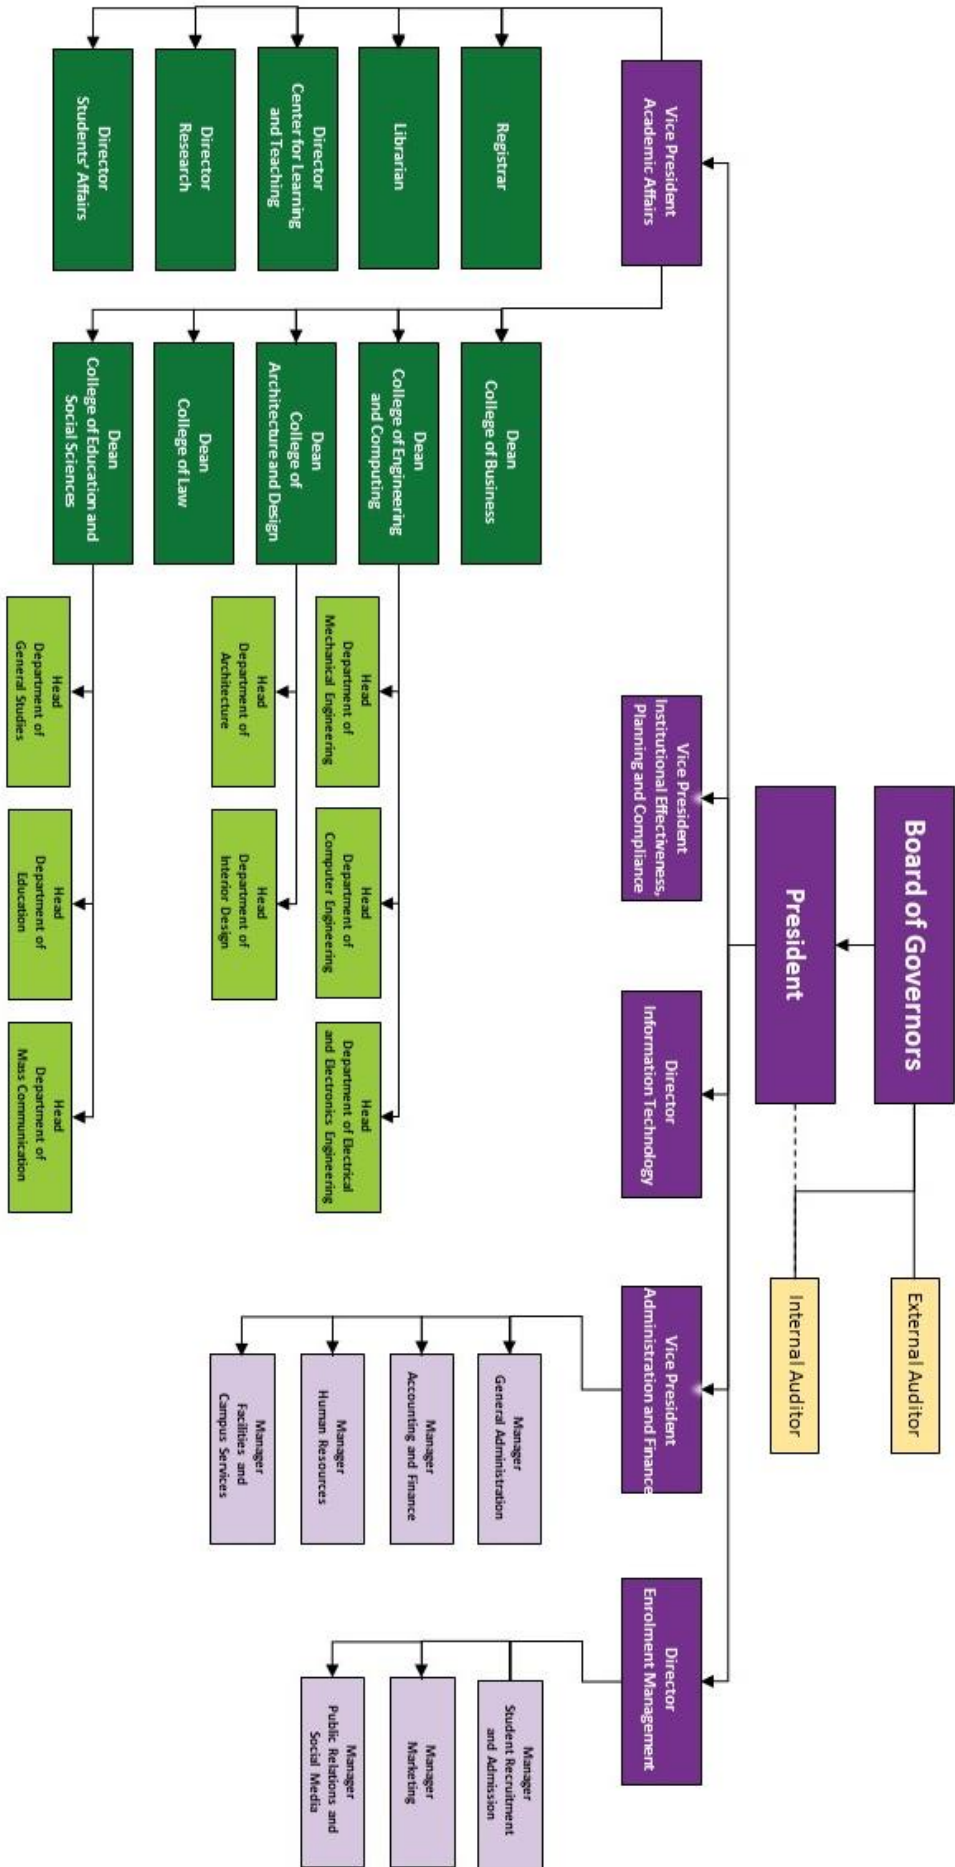 Board of Governors
External Auditor
President
Internal Auditor
Vice President
Academic Affairs
Vice President
Institutional Effectiveness,
Planning and Compliance
Director
Information Technology
Vice President
Administration and Finance
Director
Enrolment Management
Registrar
Librarian
Director
Center for Learning
and Teaching
Director
Research
Director
Students' Affairs
Dean
College of Business
Dean
College of Engineering
and Computing
Dean
College of
Architecture and Design
Dean
College of Law
Dean
College of Education and
Social Sciences
Head
Department of
Mechanical Engineering
Head
Department of
Computer Engineering
Head
Department of Electrical
and Electronics Engineering
Head
Department of
Architecture
Head
Department of
Interior Design
Head
Department of
General Studies
Head
Department of
Education
Head
Department of
Mass Communication
Manager
General Administration
Manager
Accounting and Finance
Manager
Human Resources
Manager
Facilities and
Campus Services
Manager
Student Recruitment
and Admission
Manager
Marketing
Manager
Public Relations and
Social Media